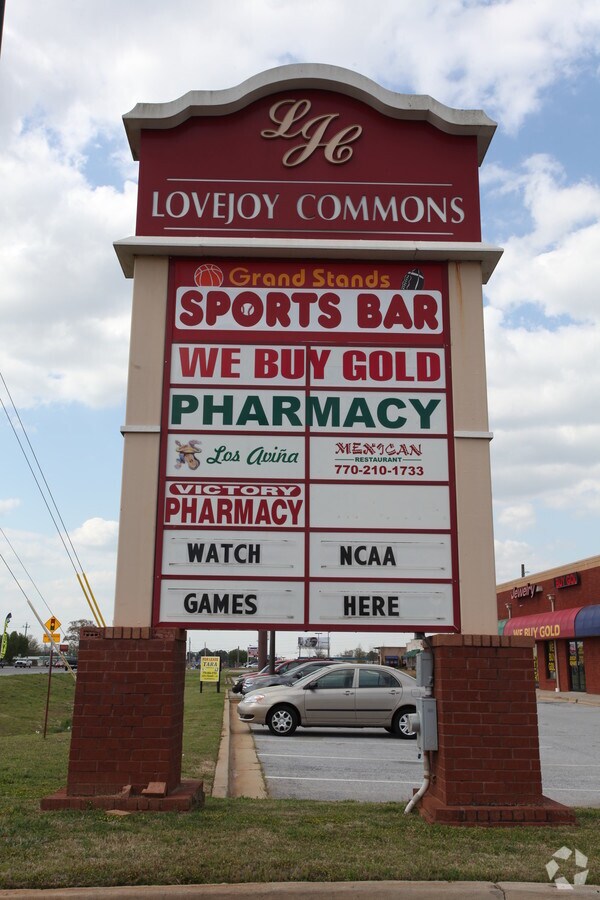 LJC
LOVEJOY COMMONS
Grand Stands
SPORTS BAR
WE BUY GOLD
PHARMACY
Los Aviña
MEXICAN
RESTAURANT
770-210-1733
VICTORY
PHARMACY
WATCH NCAA
GAMES HERE
Jewelry
WE BUY GOLD